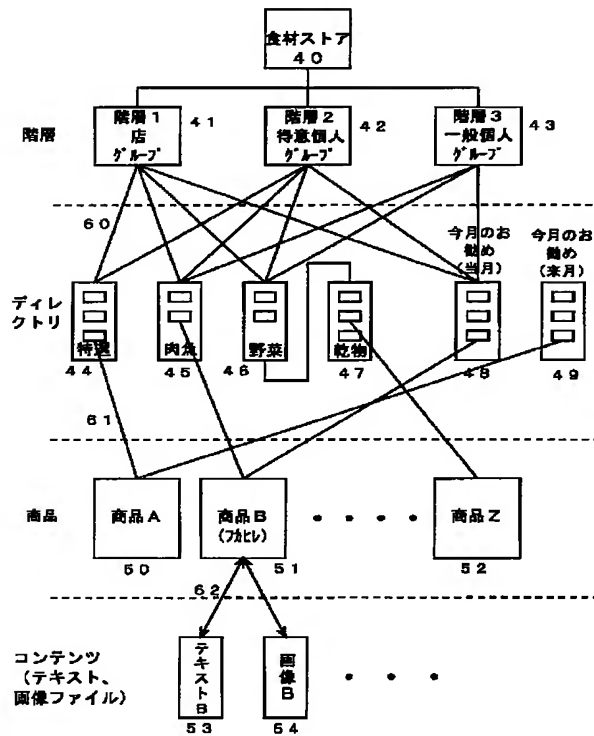 食材ストア
40
階層
階層1
店
ｸﾞﾙｰﾌﾟ
41
階層2
得意個人
ｸﾞﾙｰﾌﾟ
42
階層3
一般個人
ｸﾞﾙｰﾌﾟ
43
60
今月のお
勧め
(当月)
今月のお
勧め
(来月)
ディレ
クトリ
特選
44
肉魚
45
野菜
46
乾物
47
48
49
61
商品
商品A
50
商品B
(ﾌｶﾋﾚ)
51
・・・・
商品Z
52
62
コンテンツ
(テキスト、
画像ファイル)
テキストB
53
画像B
54
・・・